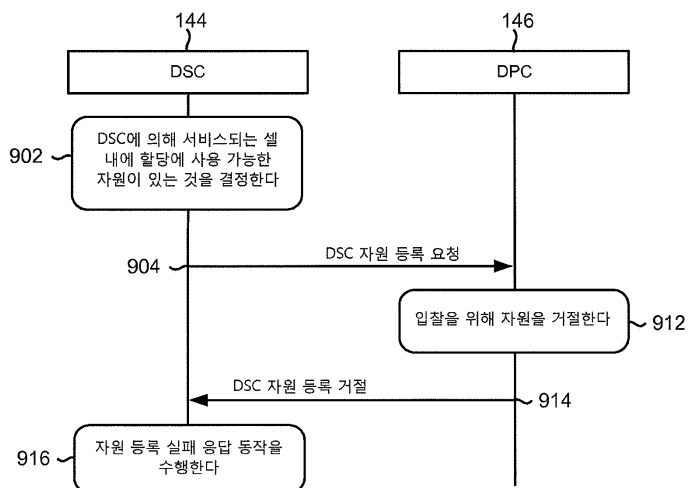 144
146
DSC
DPC
902
DSC에 의해 서비스되는 셀
내에 할당에 사용 가능한
자원이 있는 것을 결정한다
904
DSC 자원 등록 요청
입찰을 위해 자원을 거절한다
912
DSC 자원 등록 거절
914
916
자원 등록 실패 응답 동작을
수행한다